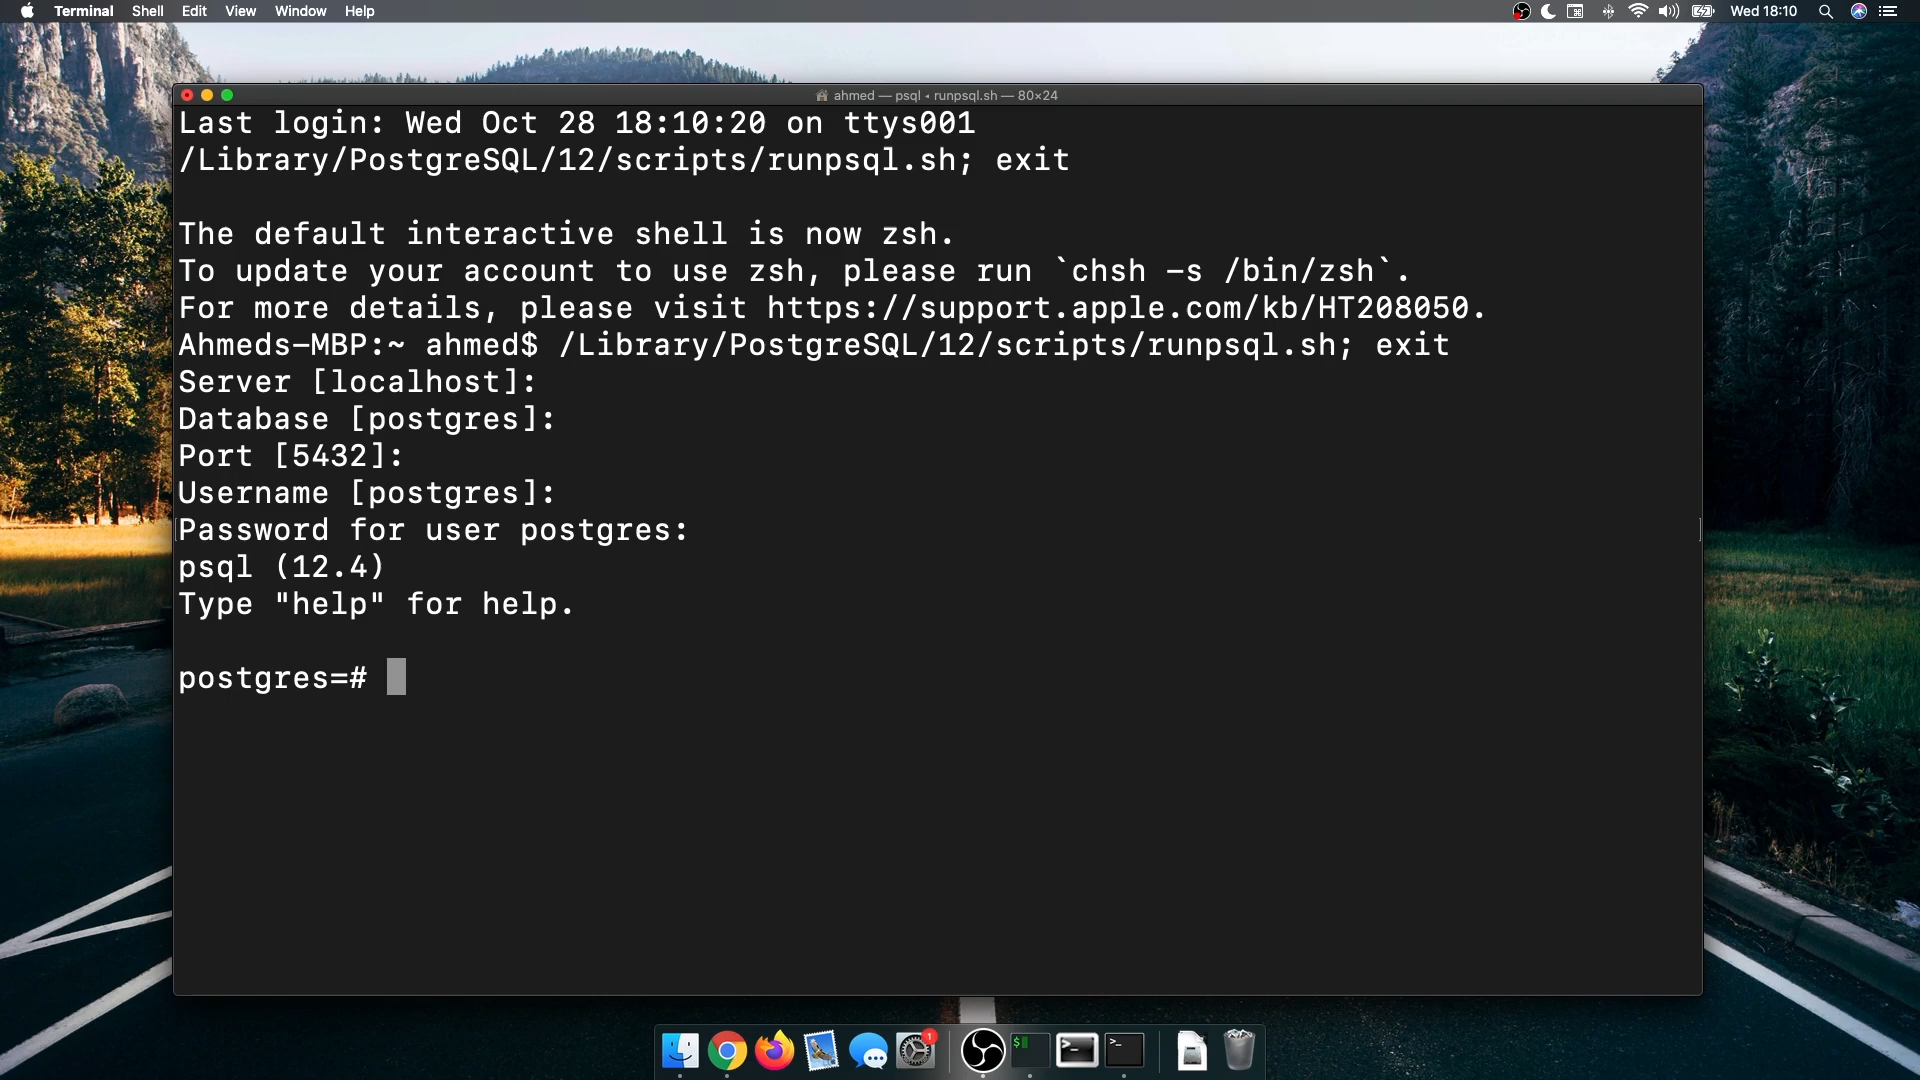 Terminal Shell Edit View Window Help Wed 18:10
ahmed — psql ◂ runpsql.sh — 80×24
Last login: Wed Oct 28 18:10:20 on ttys001
/Library/PostgreSQL/12/scripts/runpsql.sh; exit
The default interactive shell is now zsh.
To update your account to use zsh, please run `chsh -s /bin/zsh`.
For more details, please visit https://support.apple.com/kb/HT208050.
Ahmeds-MBP:~ ahmed$ /Library/PostgreSQL/12/scripts/runpsql.sh; exit
Server [localhost]:
Database [postgres]:
Port [5432]:
Username [postgres]:
Password for user postgres:
psql (12.4)
Type "help" for help.
postgres=#
1